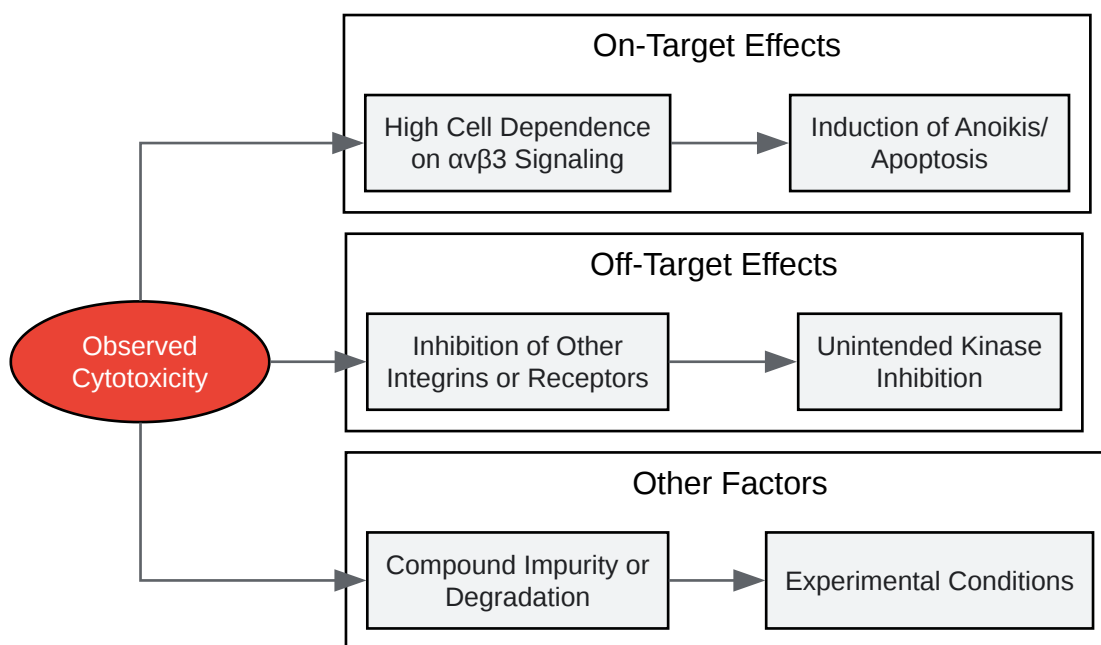 On-Target Effects
High Cell Dependence
on αvβ3 Signaling
Induction of Anoikis/
Apoptosis
Off-Target Effects
Observed
Cytotoxicity
Inhibition of Other
Integrins or Receptors
Unintended Kinase
Inhibition
Other Factors
Compound Impurity or
Degradation
Experimental Conditions